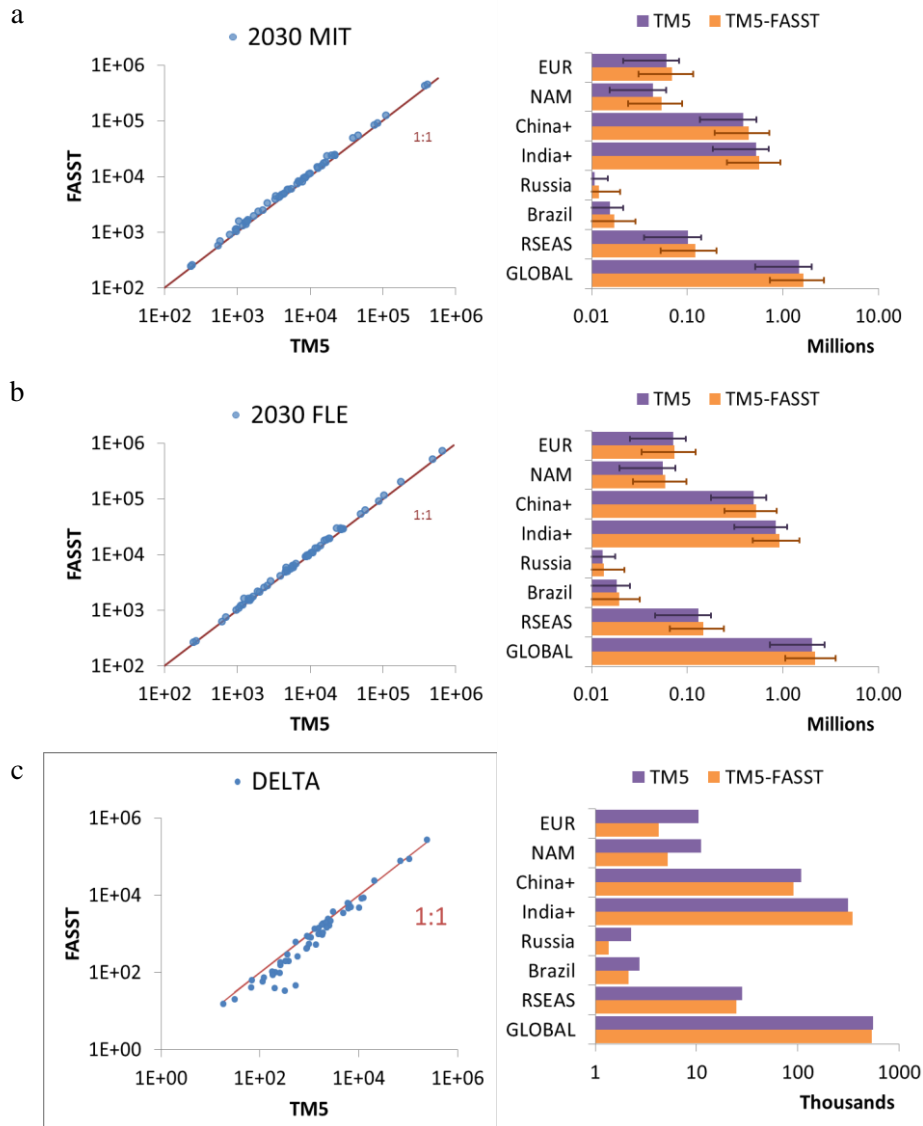 a
2030 MIT
1E+06
1E+05
1E+04
1E+03
1E+02
FASST
1:1
1E+02 1E+03 1E+04 1E+05 1E+06
TM5
TM5 TM5-FASST
EUR
NAM
China+
India+
Russia
Brazil
RSEAS
GLOBAL
0.01 0.10 1.00 10.00
Millions
b
2030 FLE
1E+06
1E+05
1E+04
1E+03
1E+02
FASST
1:1
1E+02 1E+03 1E+04 1E+05 1E+06
TM5
TM5 TM5-FASST
EUR
NAM
China+
India+
Russia
Brazil
RSEAS
GLOBAL
0.01 0.10 1.00 10.00
Millions
c
DELTA
1E+06
1E+04
1E+02
1E+00
FASST
1:1
1E+00 1E+02 1E+04 1E+06
TM5
TM5 TM5-FASST
EUR
NAM
China+
India+
Russia
Brazil
RSEAS
GLOBAL
1 10 100 1000
Thousands